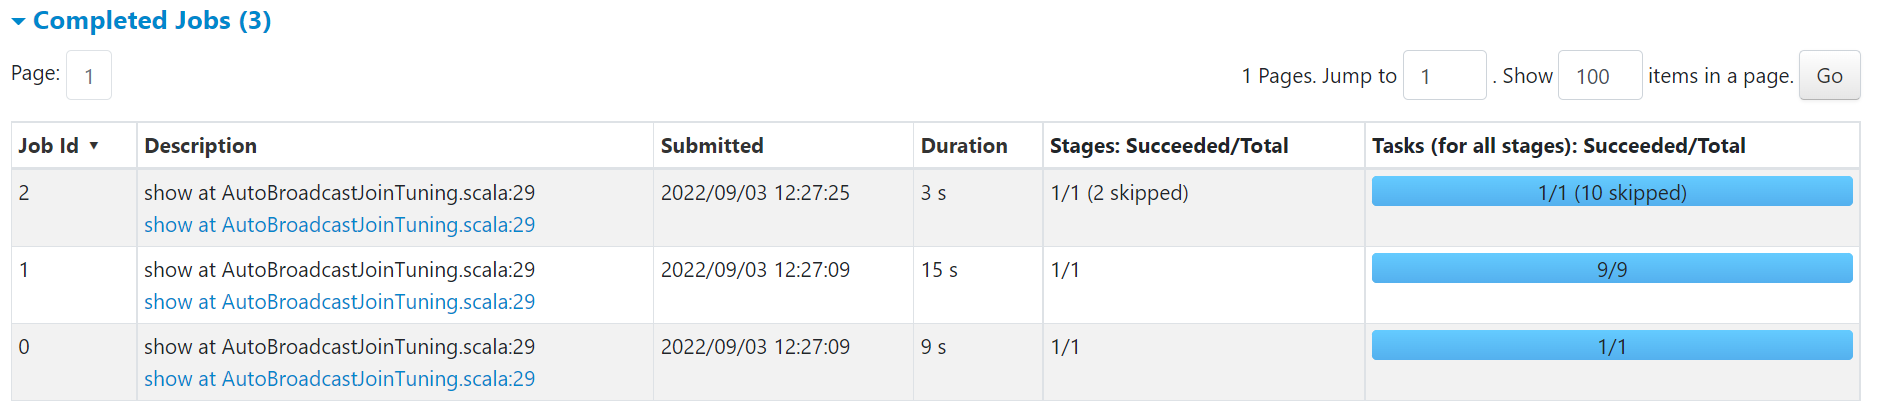 Completed Jobs (3)
Page: 1
1 Pages. Jump to 1 . Show 100 items in a page. Go
Job Id ▼ Description Submitted Duration Stages: Succeeded/Total Tasks (for all stages): Succeeded/Total
2 show at AutoBroadcastJoinTuning.scala:29 2022/09/03 12:27:25 3 s 1/1 (2 skipped) 1/1 (10 skipped)
show at AutoBroadcastJoinTuning.scala:29
1 show at AutoBroadcastJoinTuning.scala:29 2022/09/03 12:27:09 15 s 1/1 9/9
show at AutoBroadcastJoinTuning.scala:29
0 show at AutoBroadcastJoinTuning.scala:29 2022/09/03 12:27:09 9 s 1/1 1/1
show at AutoBroadcastJoinTuning.scala:29